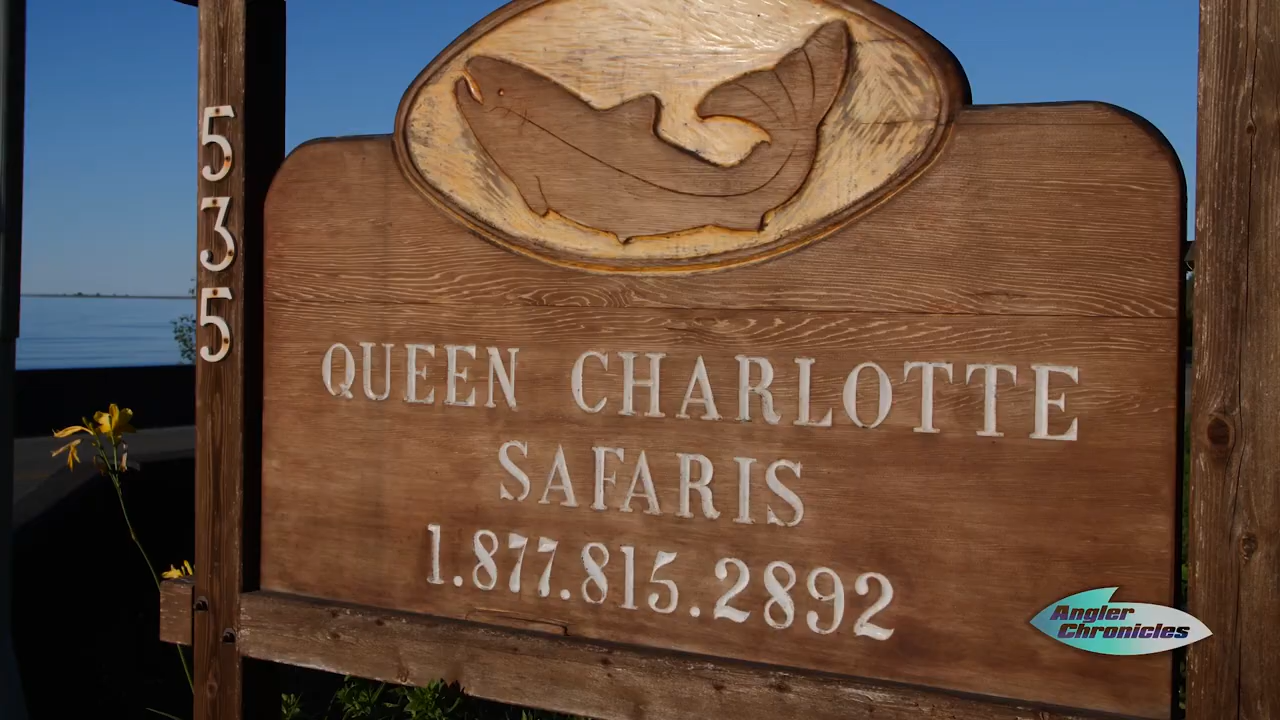 535
QUEEN CHARLOTTE
SAFARIS
1.877.815.2892
Angler
Chronicles